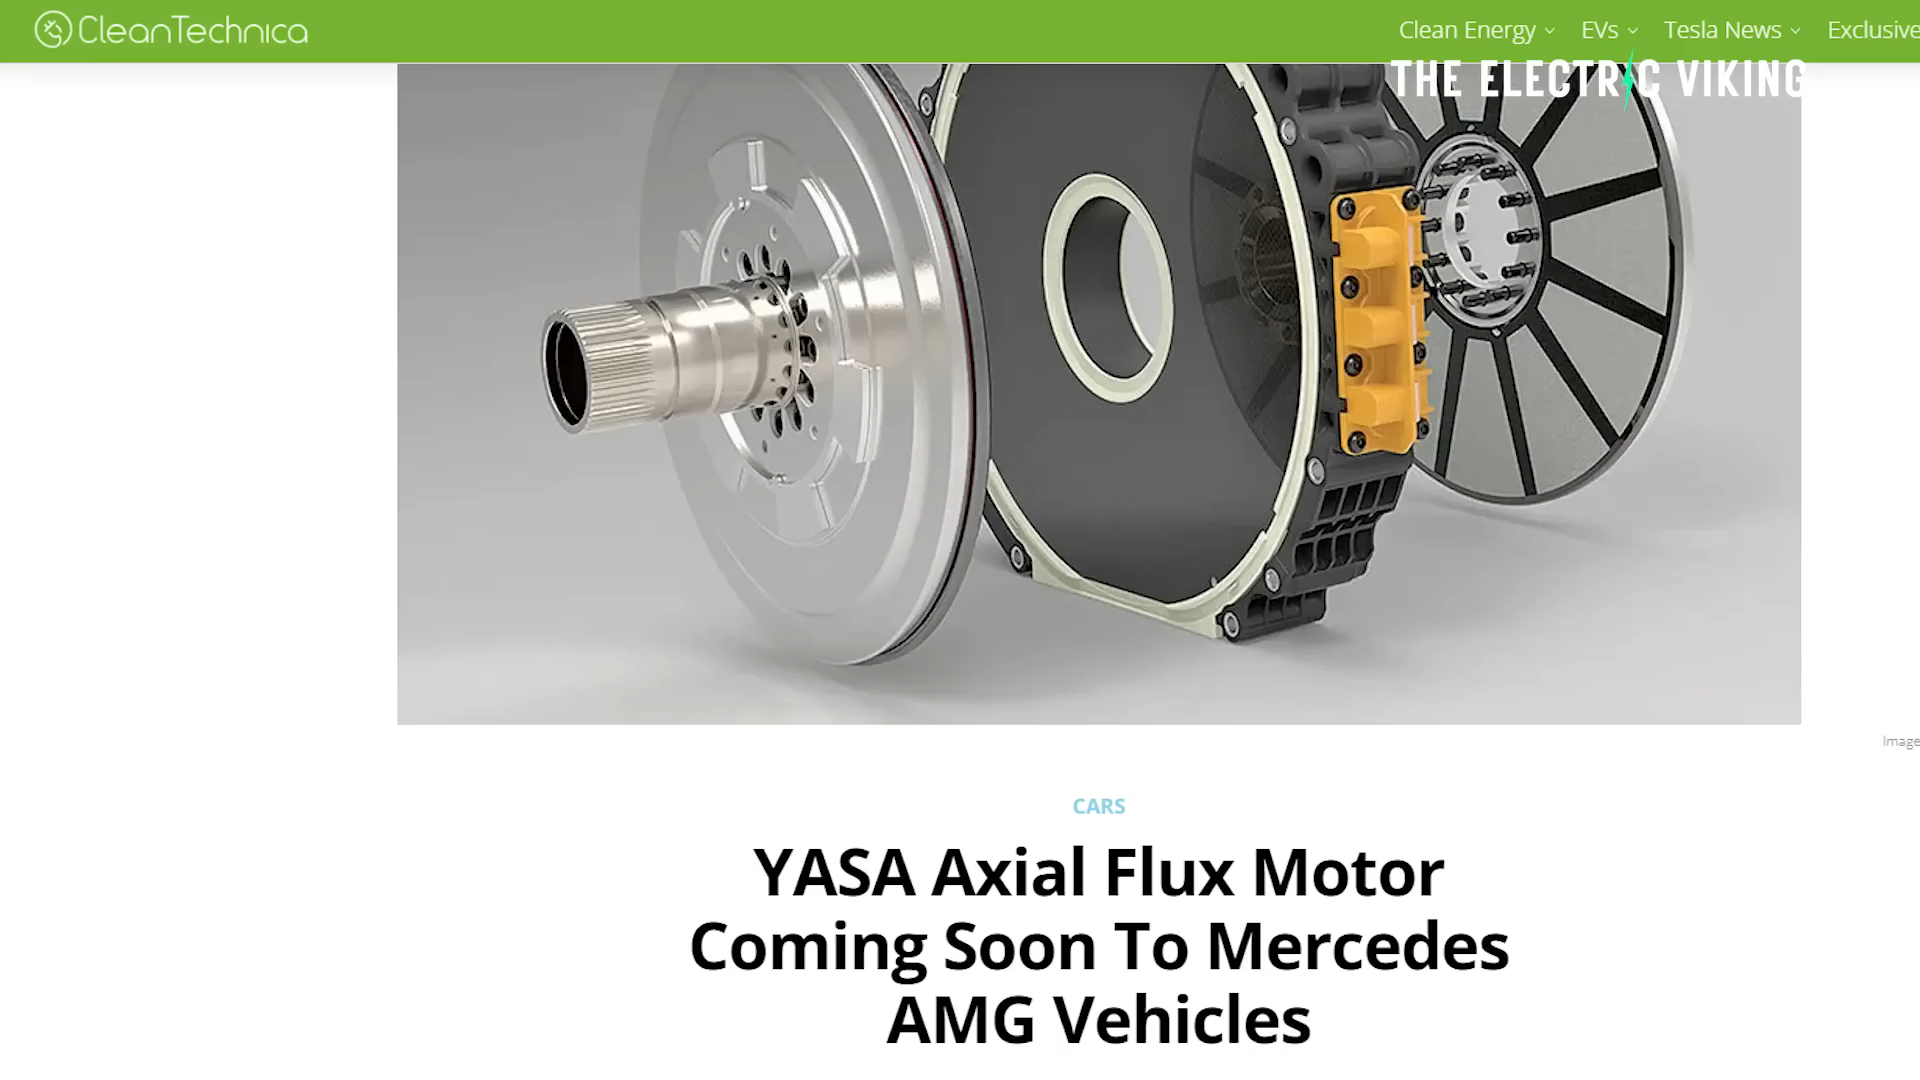 CleanTechnica
Clean Energy EVs Tesla News Exclusive
THE ELECTRIC VIKING
Image
CARS
YASA Axial Flux Motor
Coming Soon To Mercedes
AMG Vehicles